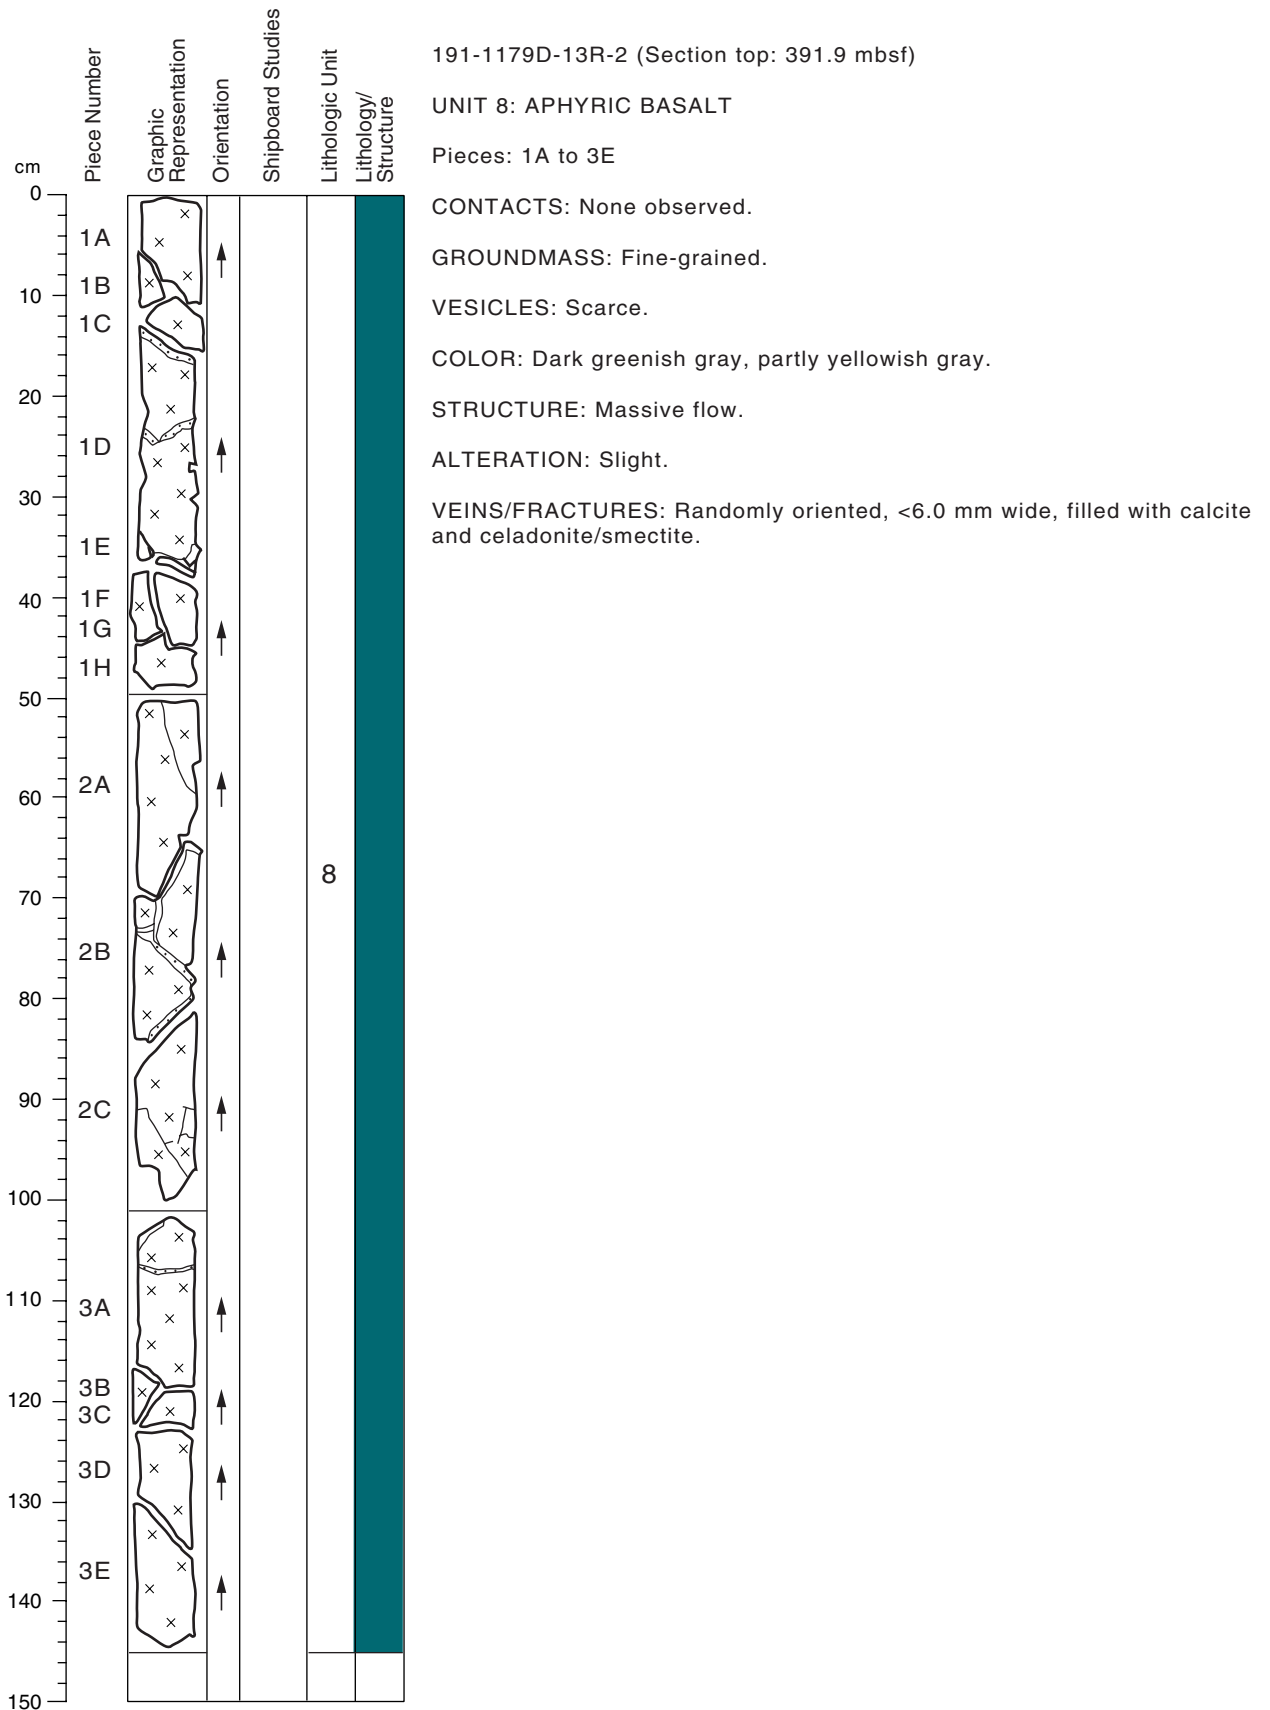 cm
Piece Number
Graphic
Representation
Orientation
Shipboard Studies
Lithologic Unit
Lithology/
Structure
0
10
20
30
40
50
60
70
80
90
100
110
120
130
140
150
1A
1B
1C
1D
1E
1F
1G
1H
2A
2B
2C
3A
3B
3C
3D
3E
8
191-1179D-13R-2 (Section top: 391.9 mbsf)
UNIT 8: APHYRIC BASALT
Pieces: 1A to 3E
CONTACTS: None observed.
GROUNDMASS: Fine-grained.
VESICLES: Scarce.
COLOR: Dark greenish gray, partly yellowish gray.
STRUCTURE: Massive flow.
ALTERATION: Slight.
VEINS/FRACTURES: Randomly oriented, <6.0 mm wide, filled with calcite
and celadonite/smectite.